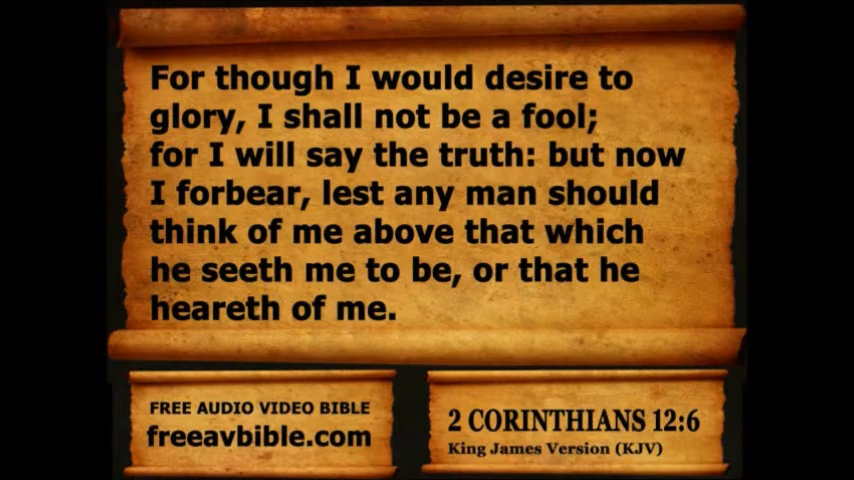 For though I would desire to
glory, I shall not be a fool;
for I will say the truth: but now
I forbear, lest any man should
think of me above that which
he seeth me to be, or that he
heareth of me.
FREE AUDIO VIDEO BIBLE
freeavbible.com
2 CORINTHIANS 12:6
King James Version (KJV)